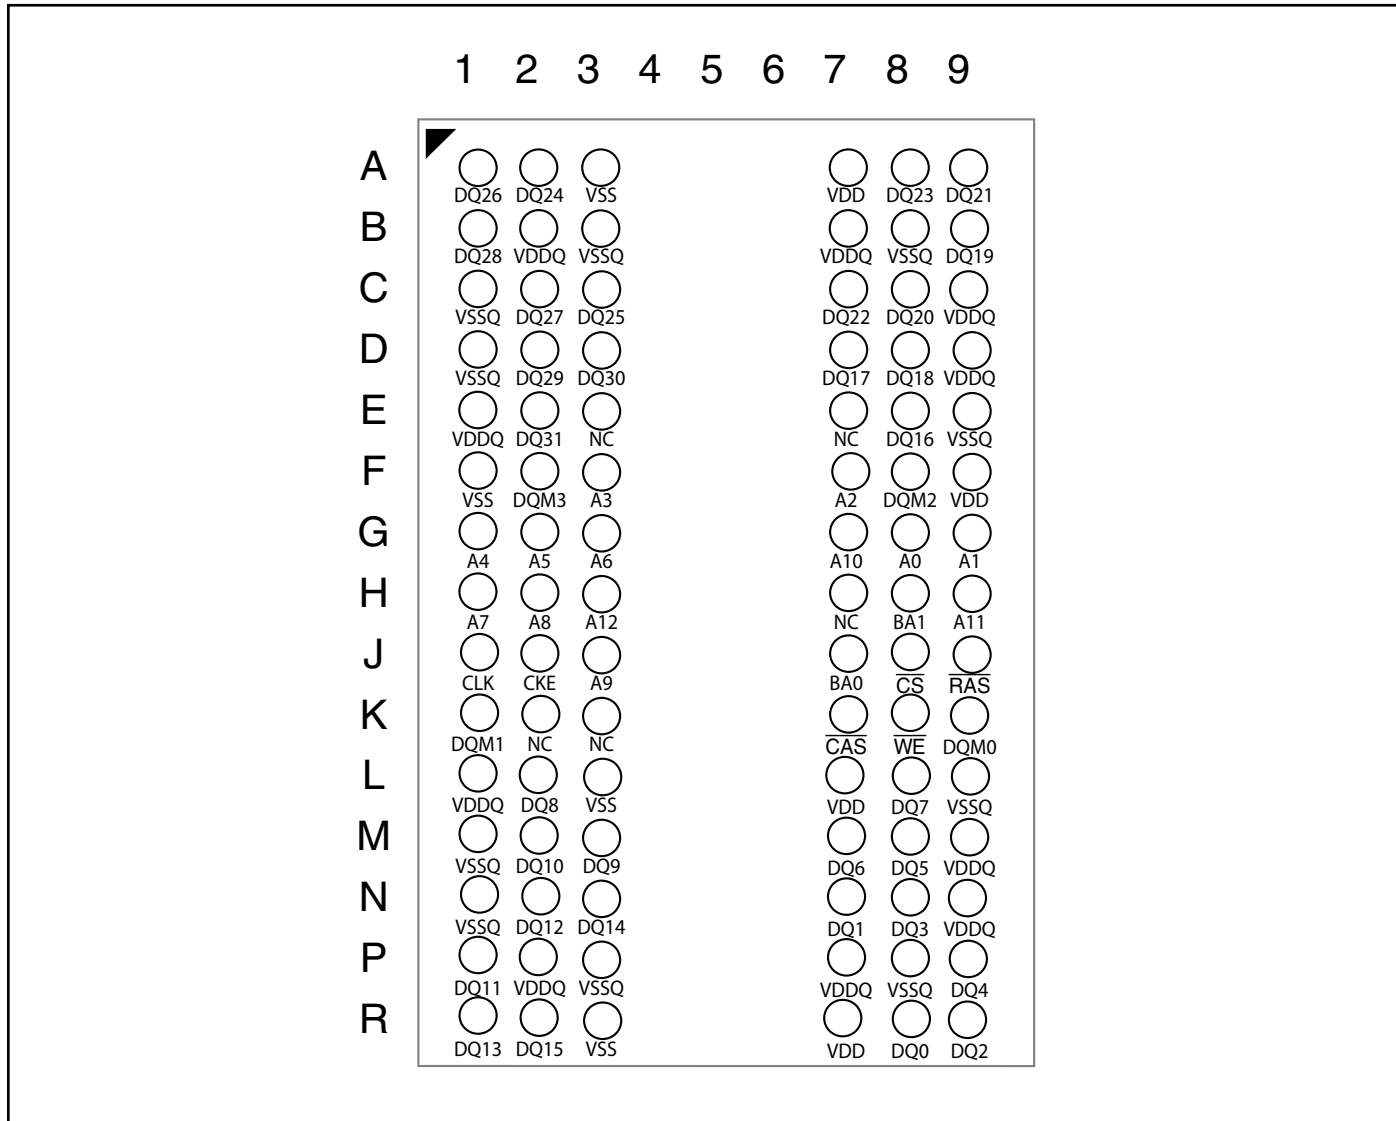 1 2 3 4 5 6 7 8 9
A
DQ26 DQ24 VSS VDD DQ23 DQ21
B
DQ28 VDDQ VSSQ VDDQ VSSQ DQ19
C
VSSQ DQ27 DQ25 DQ22 DQ20 VDDQ
D
VSSQ DQ29 DQ30 DQ17 DQ18 VDDQ
E
VDDQ DQ31 NC NC DQ16 VSSQ
F
VSS DQM3 A3 A2 DQM2 VDD
G
A4 A5 A6 A10 A0 A1
H
A7 A8 A12 NC BA1 A11
J
CLK CKE A9 BA0 C̅S̅ R̅A̅S̅
K
DQM1 NC NC C̅A̅S̅ W̅E̅ DQM0
L
VDDQ DQ8 VSS VDD DQ7 VSSQ
M
VSSQ DQ10 DQ9 DQ6 DQ5 VDDQ
N
VSSQ DQ12 DQ14 DQ1 DQ3 VDDQ
P
DQ11 VDDQ VSSQ VDDQ VSSQ DQ4
R
DQ13 DQ15 VSS VDD DQ0 DQ2